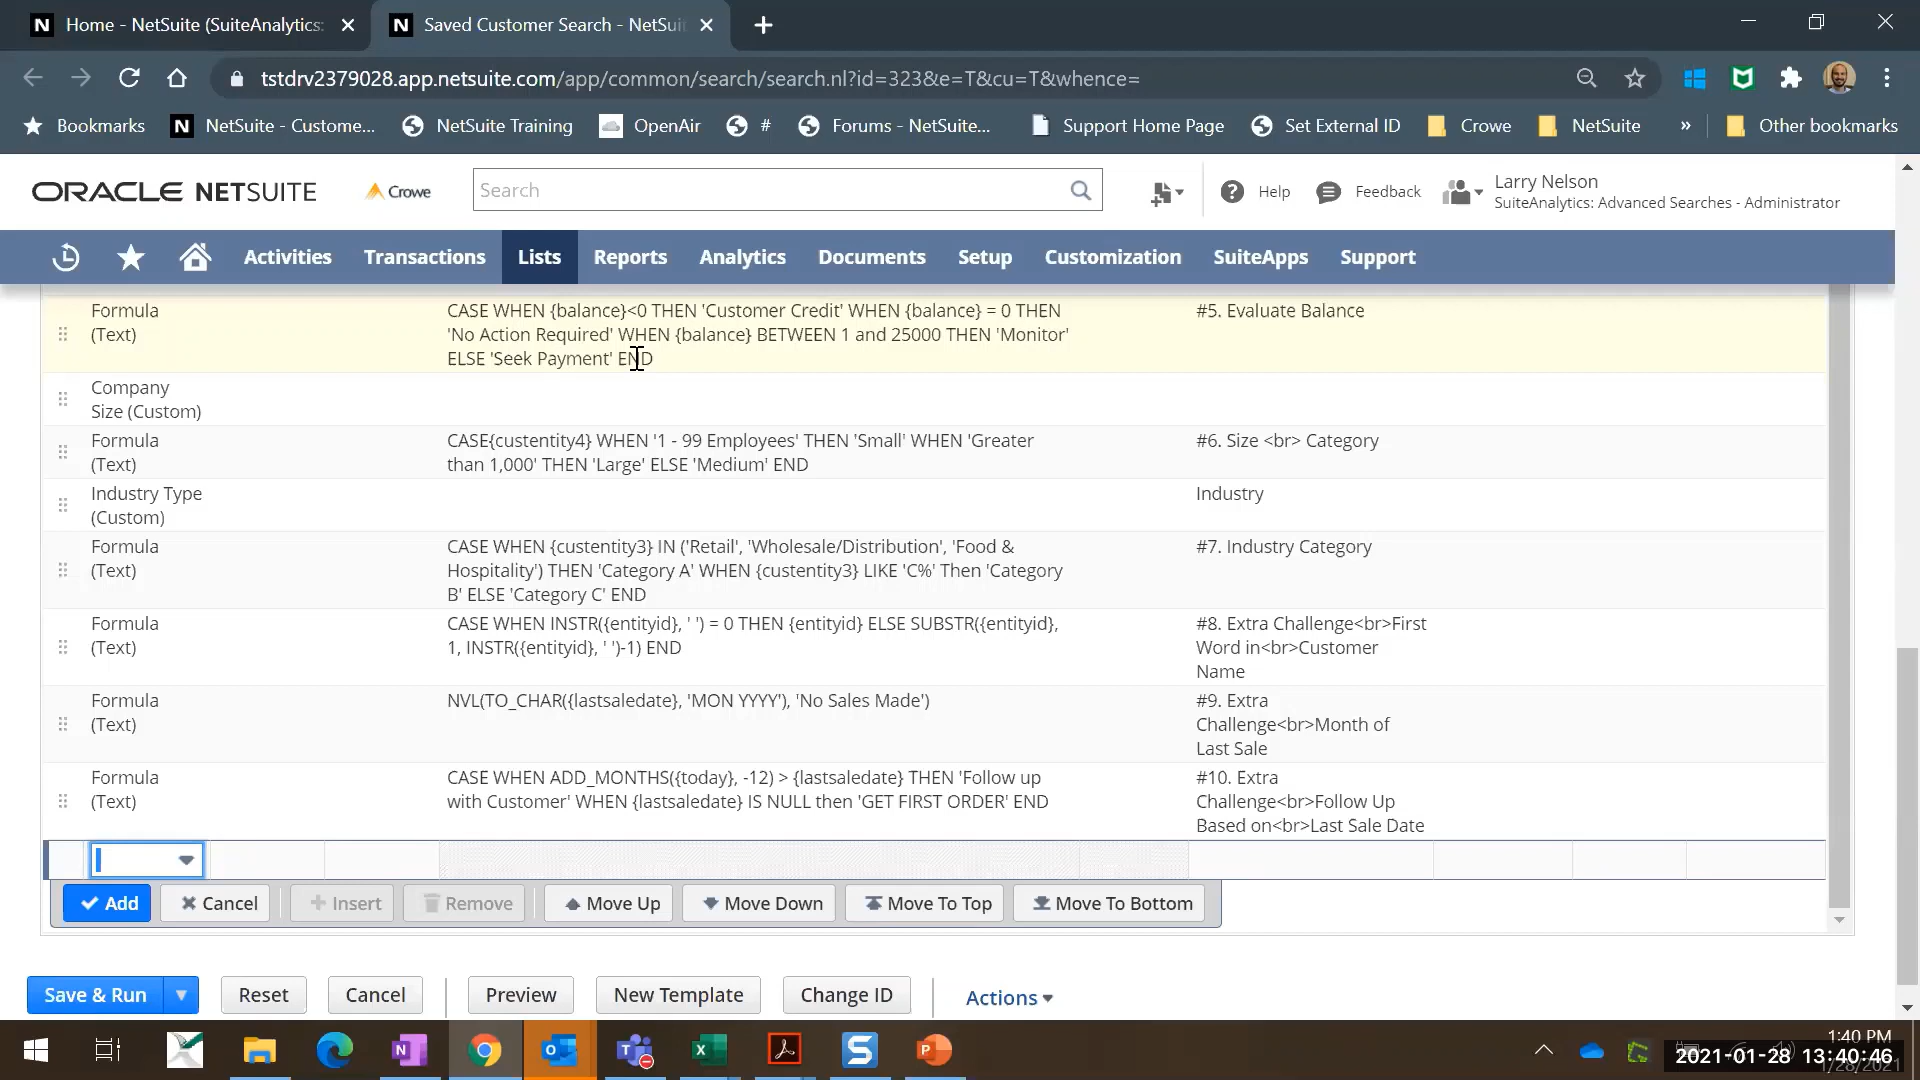 Home - NetSuite (SuiteAnalytics:
Saved Customer Search - NetSui
tstdrv2379028.app.netsuite.com/app/common/search/search.nl?id=323&e=T&cu=T&whence=
Bookmarks
NetSuite - Custome...
NetSuite Training
OpenAir
#
Forums - NetSuite...
Support Home Page
Set External ID
Crowe
NetSuite
»
Other bookmarks
ORACLE NETSUITE
Crowe
Search
Help
Feedback
Larry Nelson
SuiteAnalytics: Advanced Searches - Administrator
Activities
Transactions
Lists
Reports
Analytics
Documents
Setup
Customization
SuiteApps
Support
Formula
(Text)
CASE WHEN {balance}<0 THEN 'Customer Credit' WHEN {balance} = 0 THEN
'No Action Required' WHEN {balance} BETWEEN 1 and 25000 THEN 'Monitor'
ELSE 'Seek Payment' END
#5. Evaluate Balance
Company
Size (Custom)
Formula
(Text)
CASE{custentity4} WHEN '1 - 99 Employees' THEN 'Small' WHEN 'Greater
than 1,000' THEN 'Large' ELSE 'Medium' END
#6. Size <br> Category
Industry Type
(Custom)
Industry
Formula
(Text)
CASE WHEN {custentity3} IN ('Retail', 'Wholesale/Distribution', 'Food &
Hospitality') THEN 'Category A' WHEN {custentity3} LIKE 'C%' Then 'Category
B' ELSE 'Category C' END
#7. Industry Category
Formula
(Text)
CASE WHEN INSTR({entityid}, ' ') = 0 THEN {entityid} ELSE SUBSTR({entityid},
1, INSTR({entityid}, ' ')-1) END
#8. Extra Challenge<br>First
Word in<br>Customer
Name
Formula
(Text)
NVL(TO_CHAR({lastsaledate}, 'MON YYYY'), 'No Sales Made')
#9. Extra
Challenge<br>Month of
Last Sale
Formula
(Text)
CASE WHEN ADD_MONTHS({today}, -12) > {lastsaledate} THEN 'Follow up
with Customer' WHEN {lastsaledate} IS NULL then 'GET FIRST ORDER' END
#10. Extra
Challenge<br>Follow Up
Based on<br>Last Sale Date
Add
Cancel
Insert
Remove
Move Up
Move Down
Move To Top
Move To Bottom
Save & Run
Reset
Cancel
Preview
New Template
Change ID
Actions
1:40 PM
2021-01-28 13:40:46